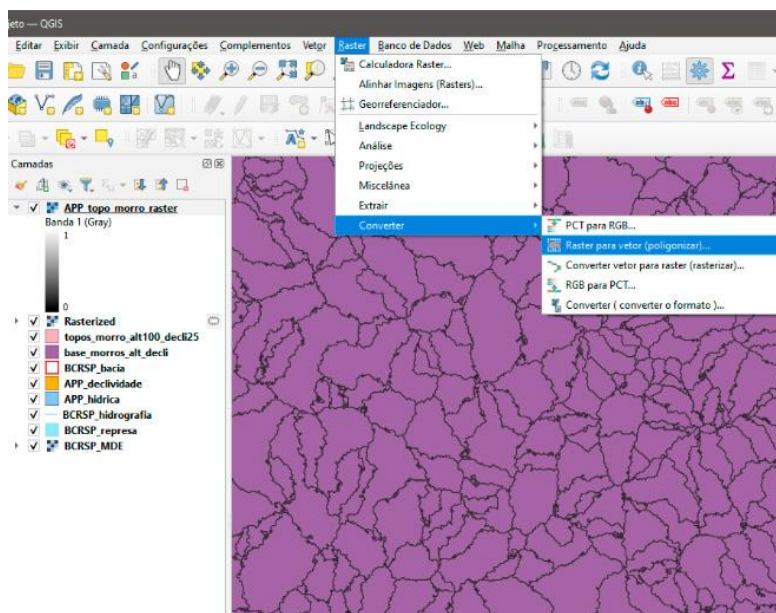 jeto — QGIS
Editar Exibir Camada Configurações Complementos Vetor Raster Banco de Dados Web Malha Processamento Ajuda
Calculadora Raster...
Alinhar Imagens (Rasters)...
Georreferenciador...
Landscape Ecology
Análise
Projeções
Miscelánea
Extrair
Converter
PCT para RGB...
Raster para vetor (poligonizar)...
Converter vetor para raster (rasterizar)...
RGB para PCT...
Converter ( converter o formato )...
Camadas
APP_topo_morro_raster
Banda 1 (Gray)
1
0
Rasterized
topos_morro_alt100_decli25
base_morros_alt_decli
BCRSP_bacia
APP_declividade
APP_hidrica
BCRSP_hidrografia
BCRSP_represa
BCRSP_MDE